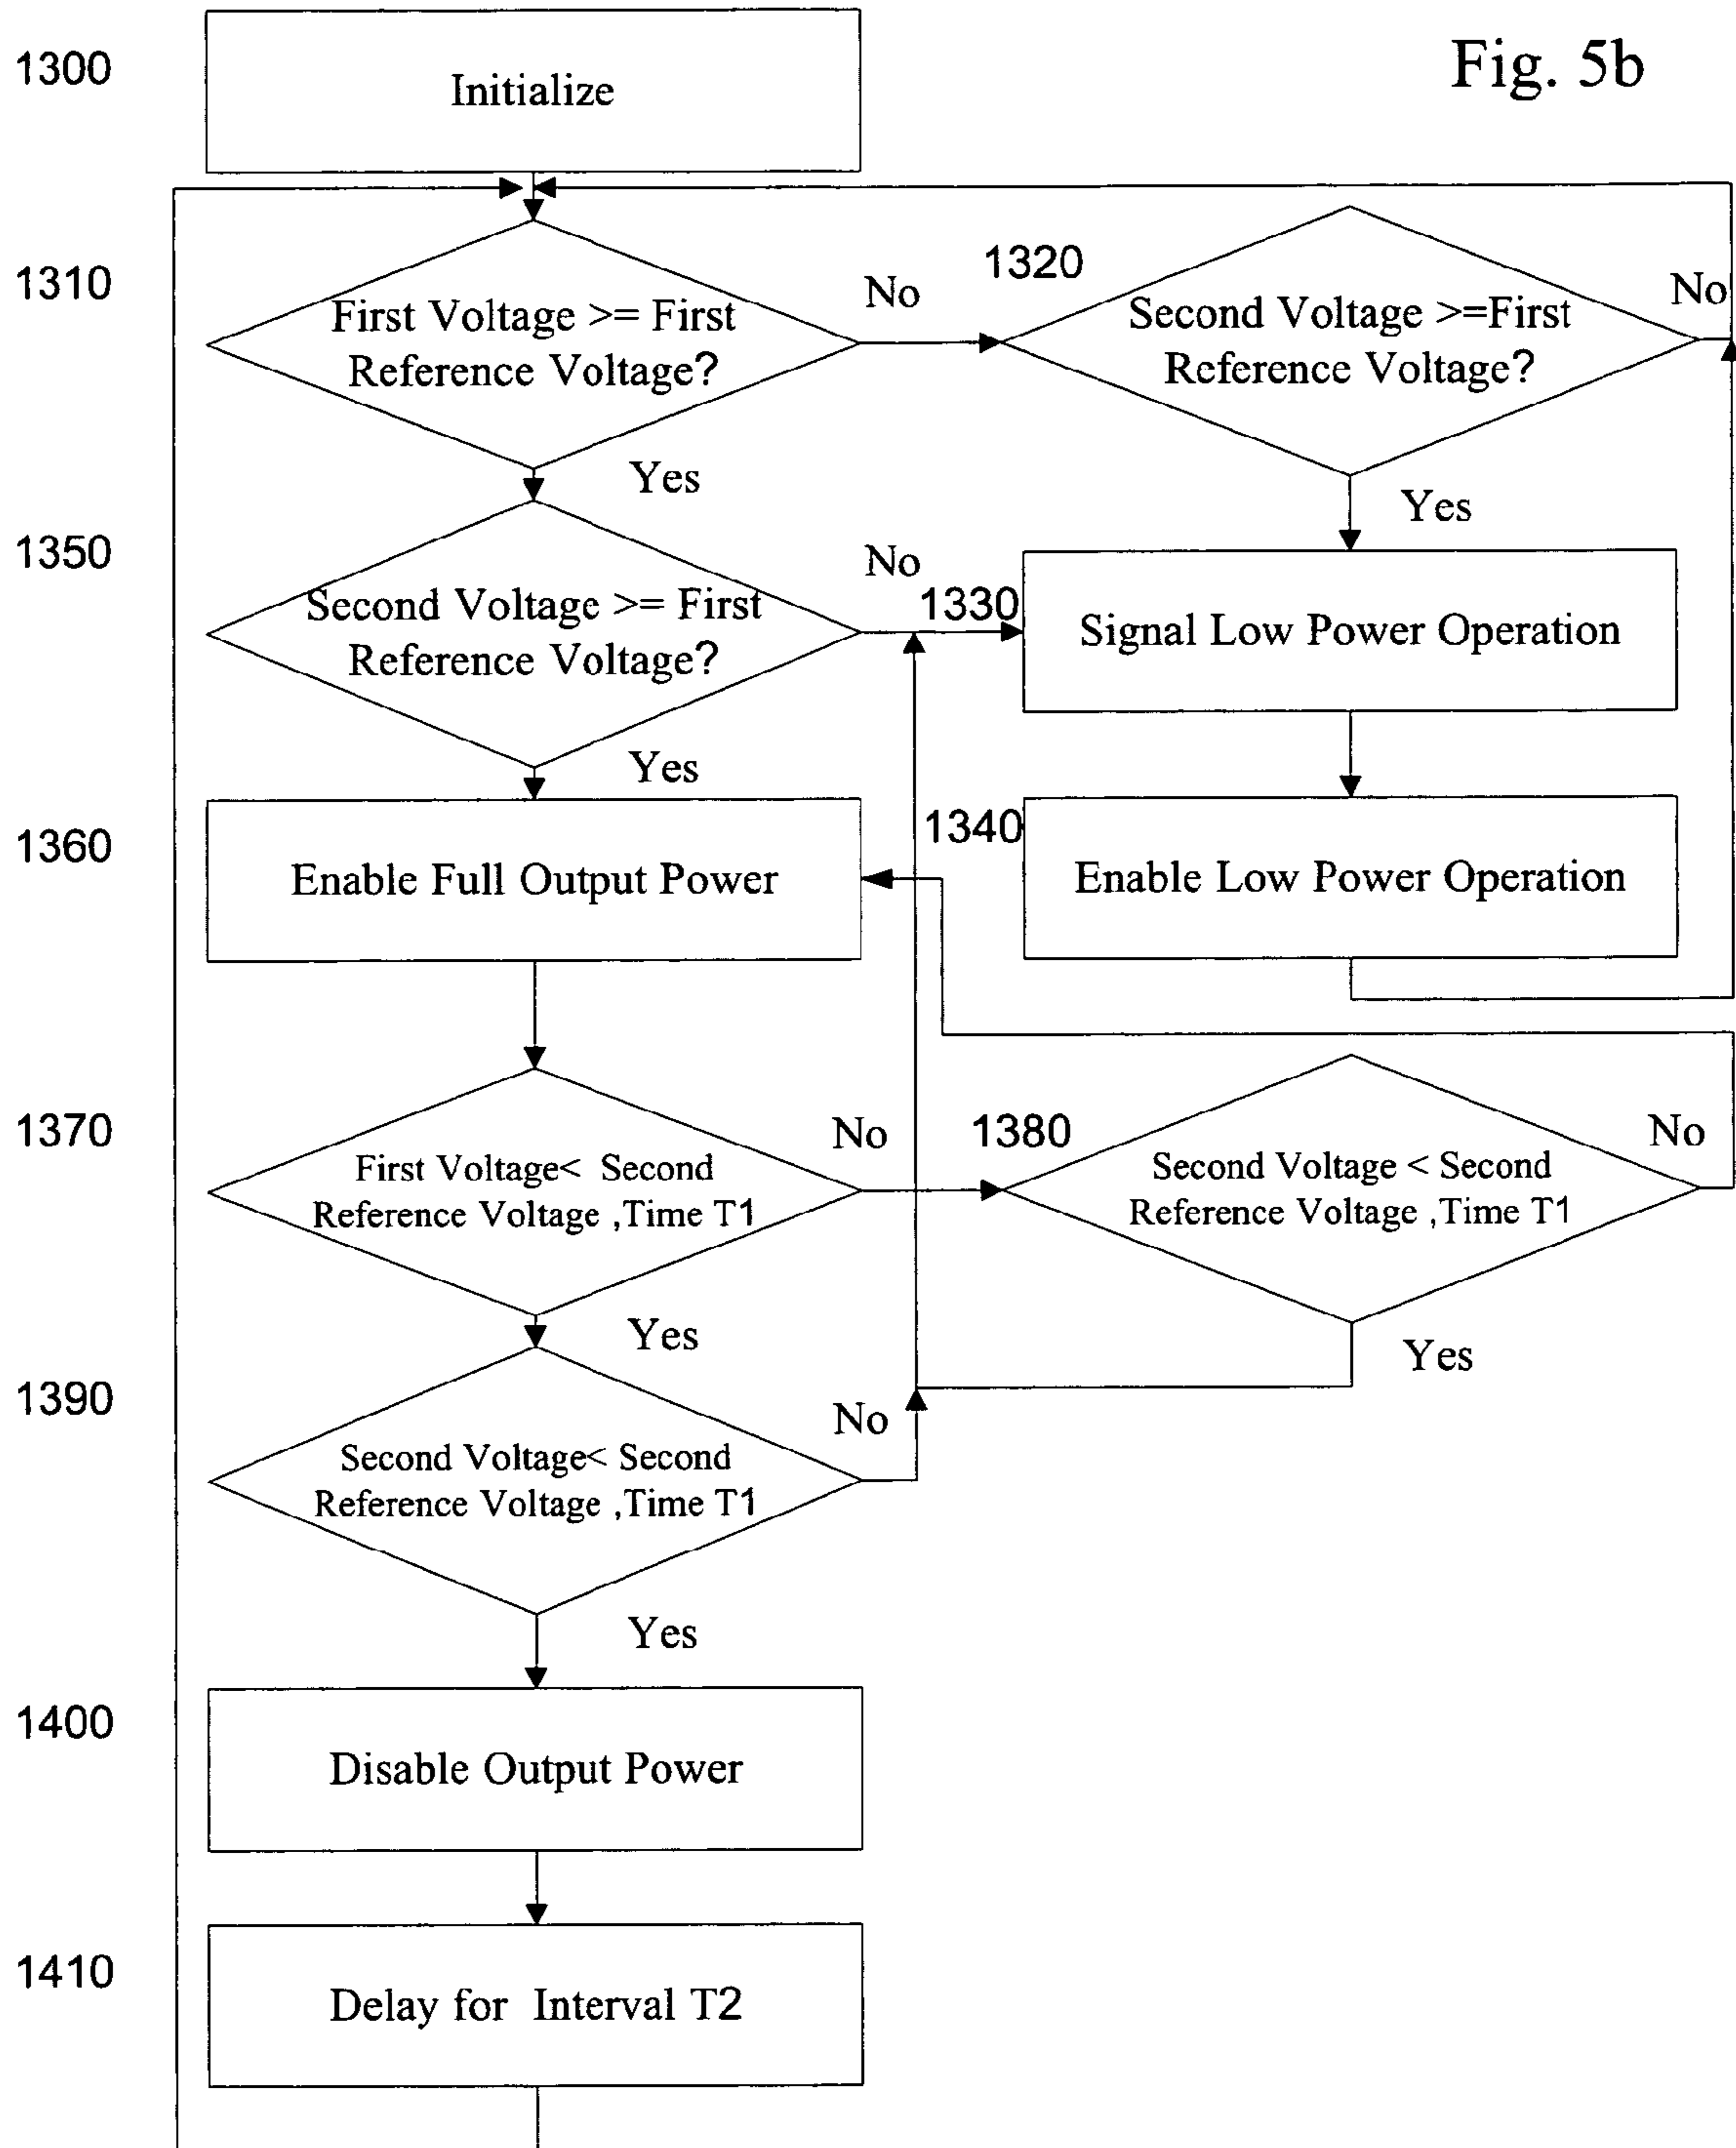 Fig. 5b
1300
Initialize
1310
First Voltage >= First
Reference Voltage?
No
1320
Second Voltage >=First
Reference Voltage?
No
Yes
Yes
1350
Second Voltage >= First
Reference Voltage?
No
1330
Signal Low Power Operation
Yes
1360
Enable Full Output Power
1340
Enable Low Power Operation
1370
First Voltage< Second
Reference Voltage ,Time T1
No
1380
Second Voltage < Second
Reference Voltage ,Time T1
No
Yes
Yes
1390
Second Voltage< Second
Reference Voltage ,Time T1
No
Yes
1400
Disable Output Power
1410
Delay for Interval T2